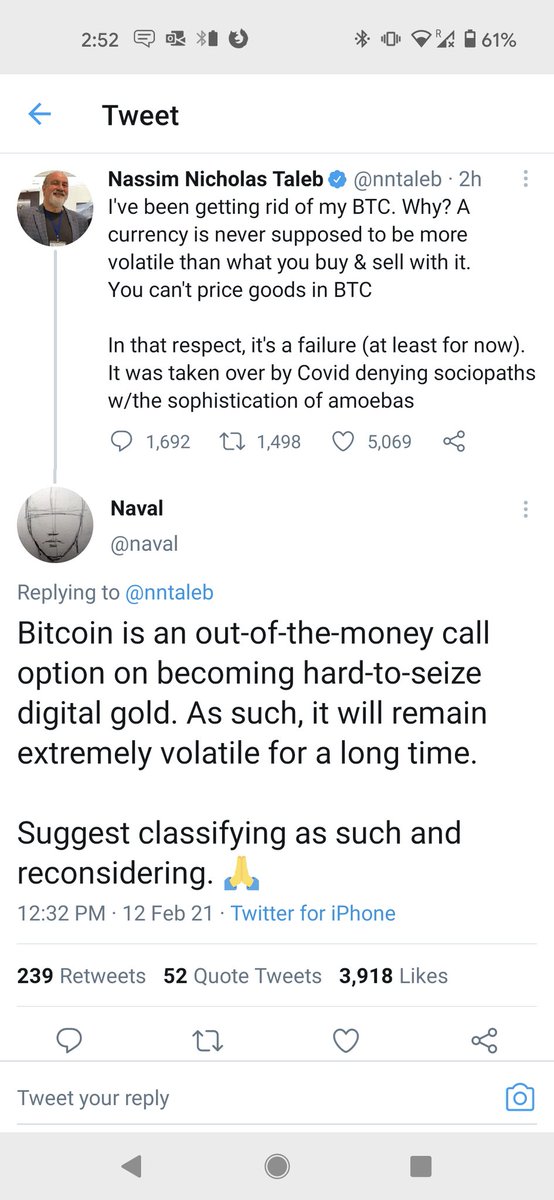 2:52 61%
R
Tweet
Nassim Nicholas Taleb @nntaleb · 2h
I've been getting rid of my BTC. Why? A
currency is never supposed to be more
volatile than what you buy & sell with it.
You can't price goods in BTC
In that respect, it's a failure (at least for now).
It was taken over by Covid denying sociopaths
w/the sophistication of amoebas
1,692 1,498 5,069
Naval
@naval
Replying to @nntaleb
Bitcoin is an out-of-the-money call
option on becoming hard-to-seize
digital gold. As such, it will remain
extremely volatile for a long time.
Suggest classifying as such and
reconsidering. 🙏
12:32 PM · 12 Feb 21 · Twitter for iPhone
239 Retweets 52 Quote Tweets 3,918 Likes
Tweet your reply